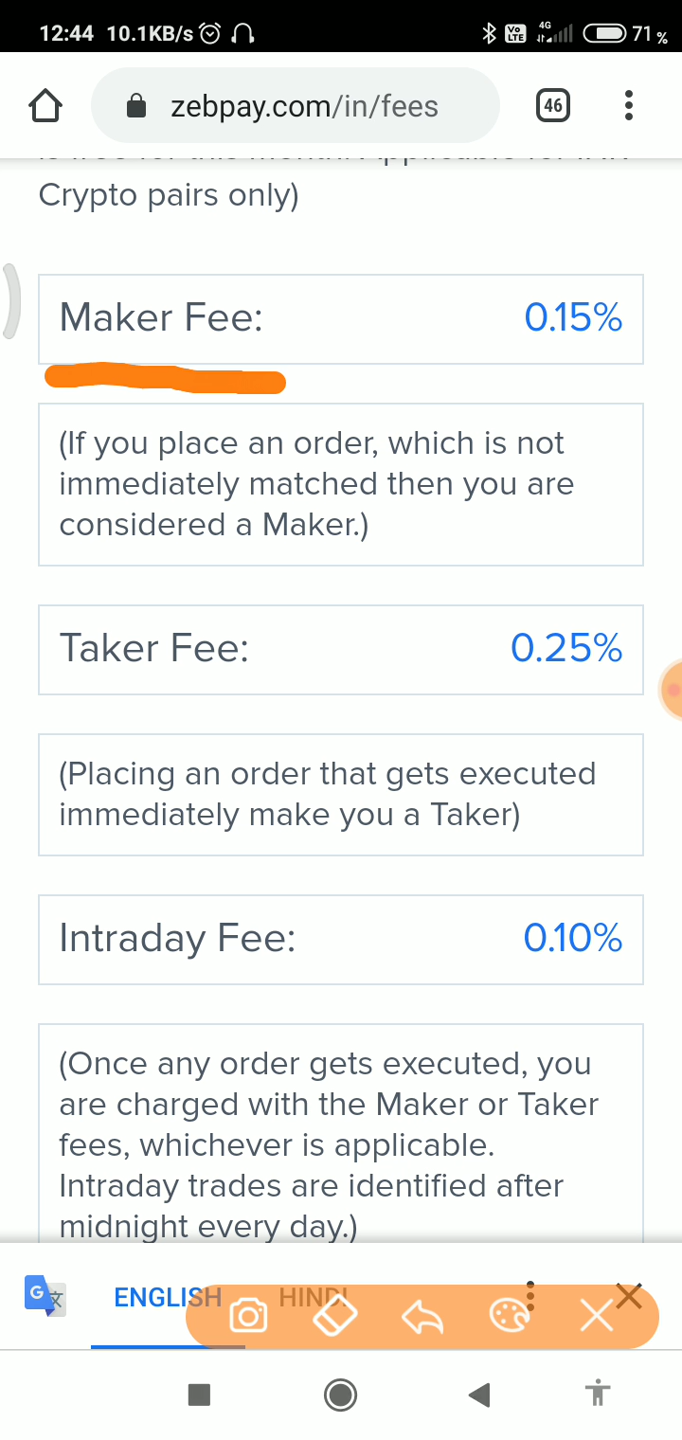 12:44 10.1KB/s Vo LTE 4G 71%
zebpay.com/in/fees 46
Crypto pairs only)
Maker Fee: 0.15%
(If you place an order, which is not
immediately matched then you are
considered a Maker.)
Taker Fee: 0.25%
(Placing an order that gets executed
immediately make you a Taker)
Intraday Fee: 0.10%
(Once any order gets executed, you
are charged with the Maker or Taker
fees, whichever is applicable.
Intraday trades are identified after
midnight every day.)
G 文 ENGLISH HINDI